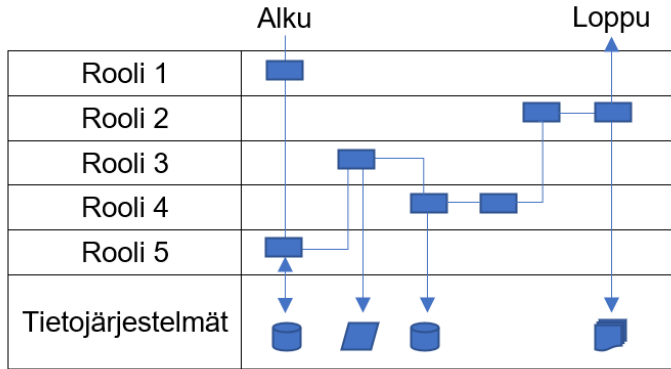 Alku
Loppu
Rooli 1
Rooli 2
Rooli 3
Rooli 4
Rooli 5
Tietojärjestelmät